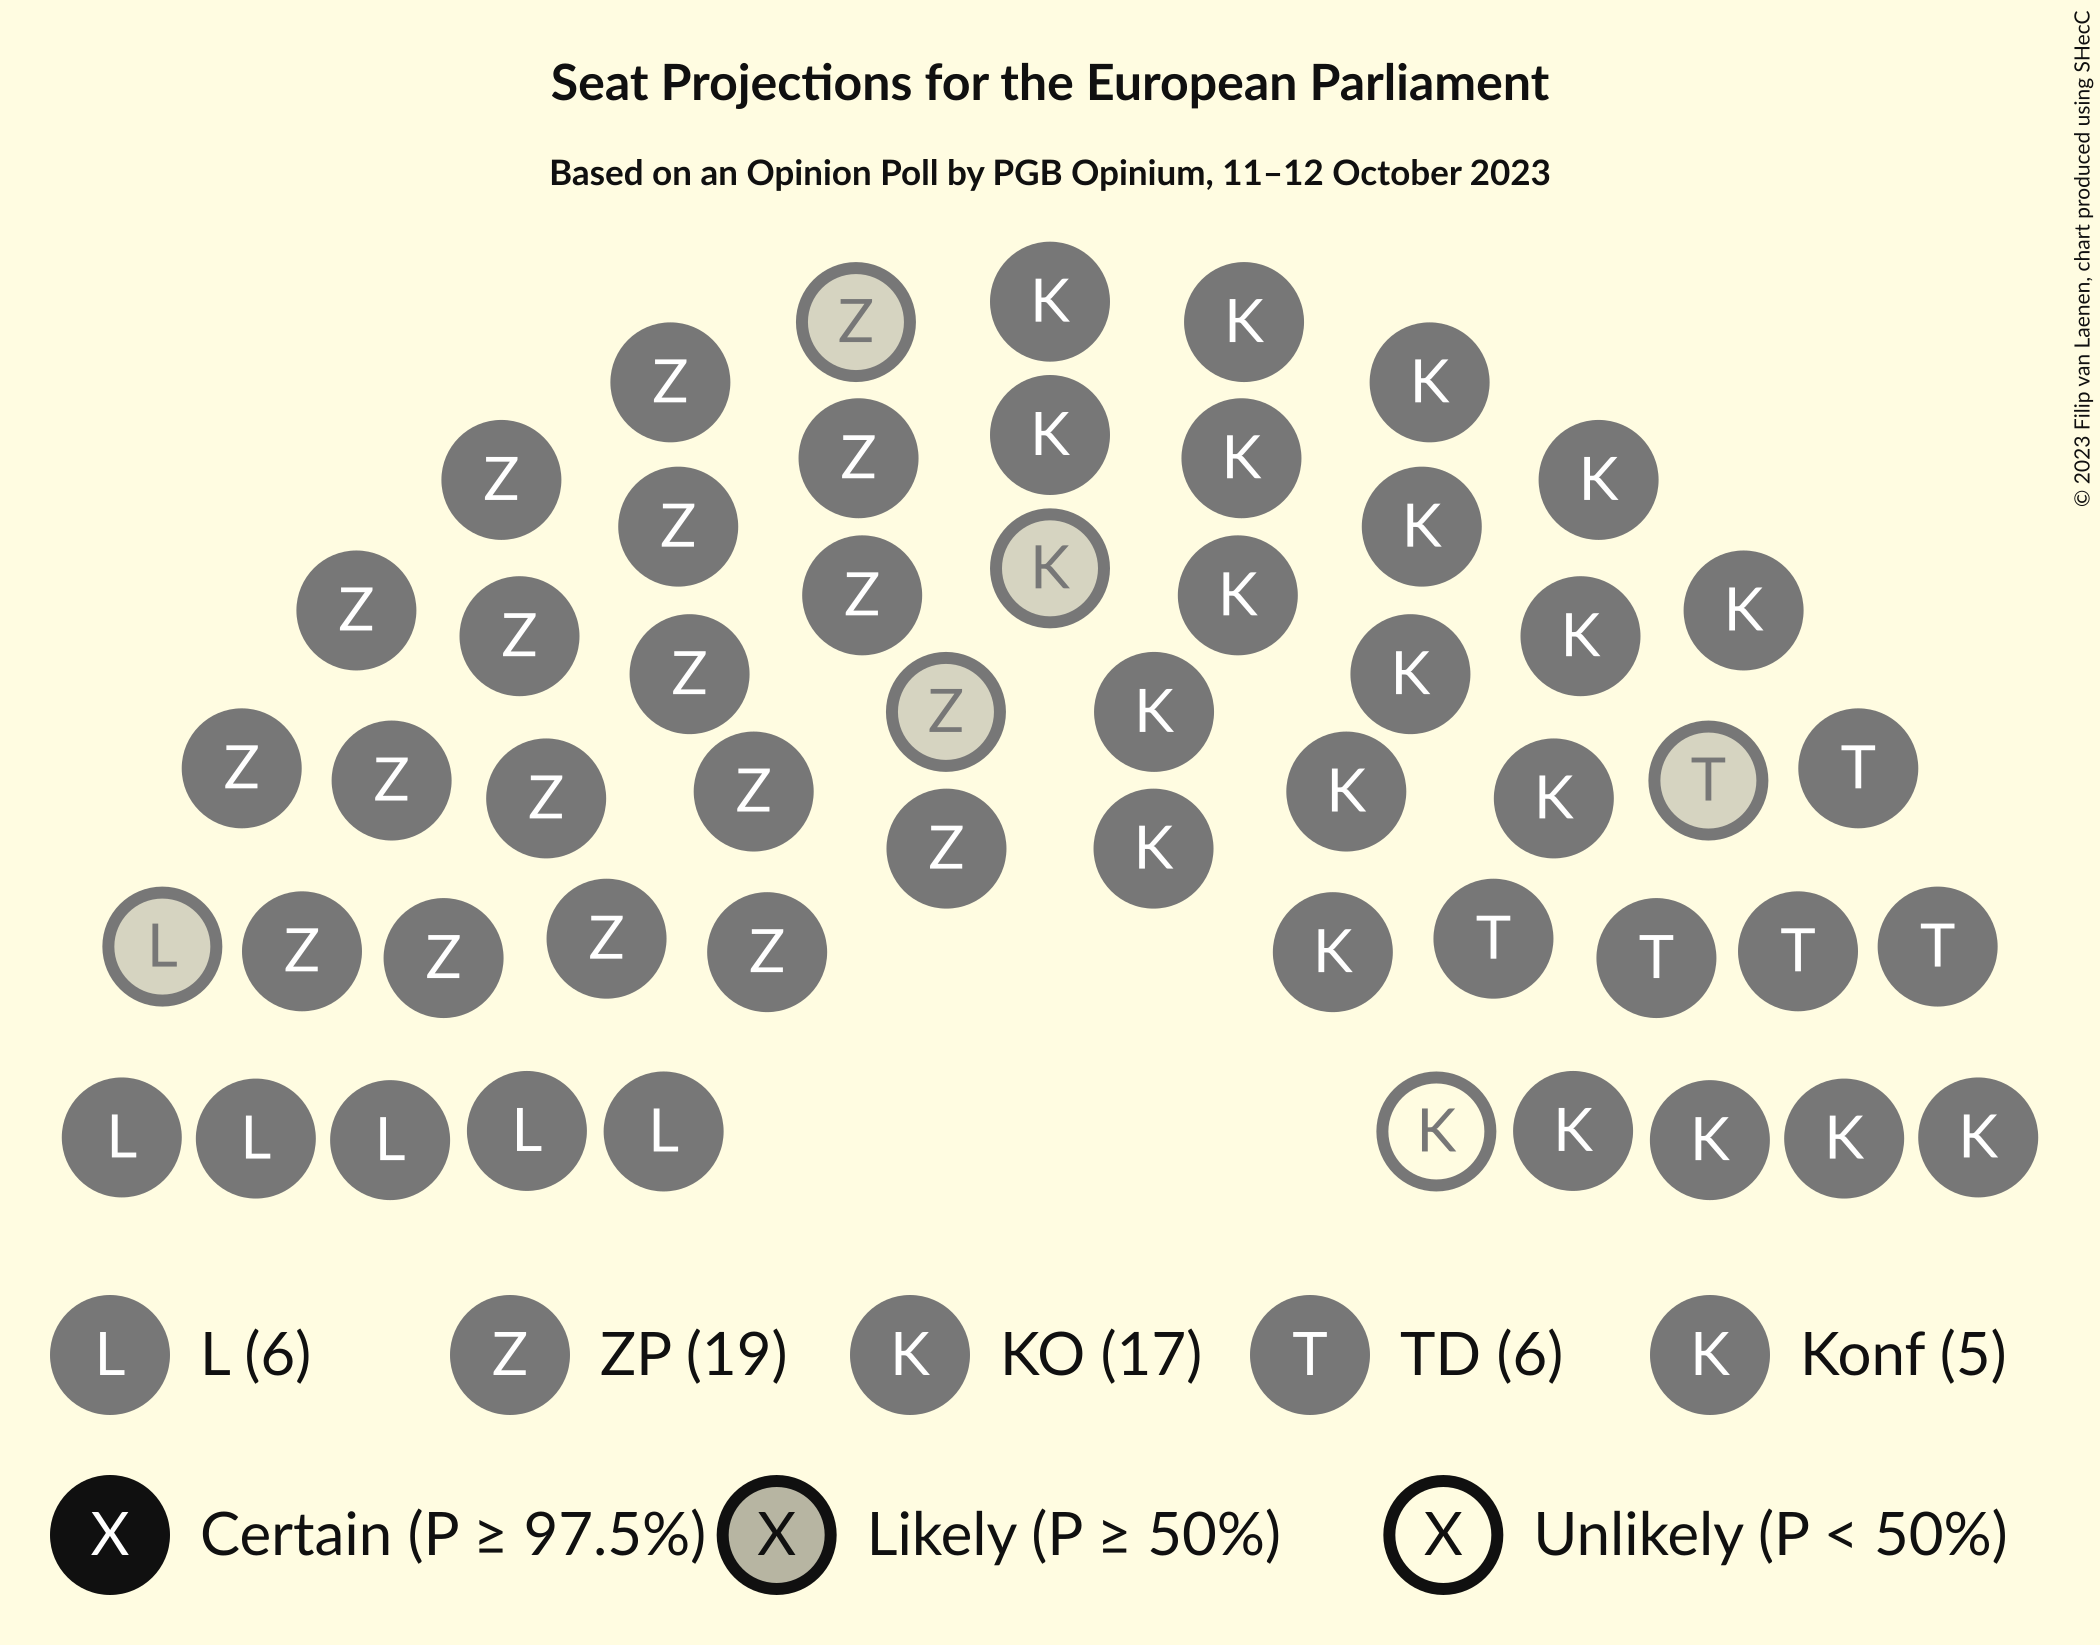 Seat Projections for the European Parliament
Based on an Opinion Poll by PGB Opinium, 11–12 October 2023
© 2023 Filip van Laenen, chart produced using SHecC
K
Z K
Z K
K
Z K K
Z K
Z K
K
Z K
Z K
Z K
Z K
Z K
Z K
Z T
Z T
Z K
Z K
Z K
L T
Z T
Z T
Z T
Z K
L K
L K
L K
L K
L K
L L (6) Z ZP (19) K KO (17) T TD (6) K Konf (5)
X Certain (P ≥ 97.5%) X Likely (P ≥ 50%) X Unlikely (P < 50%)